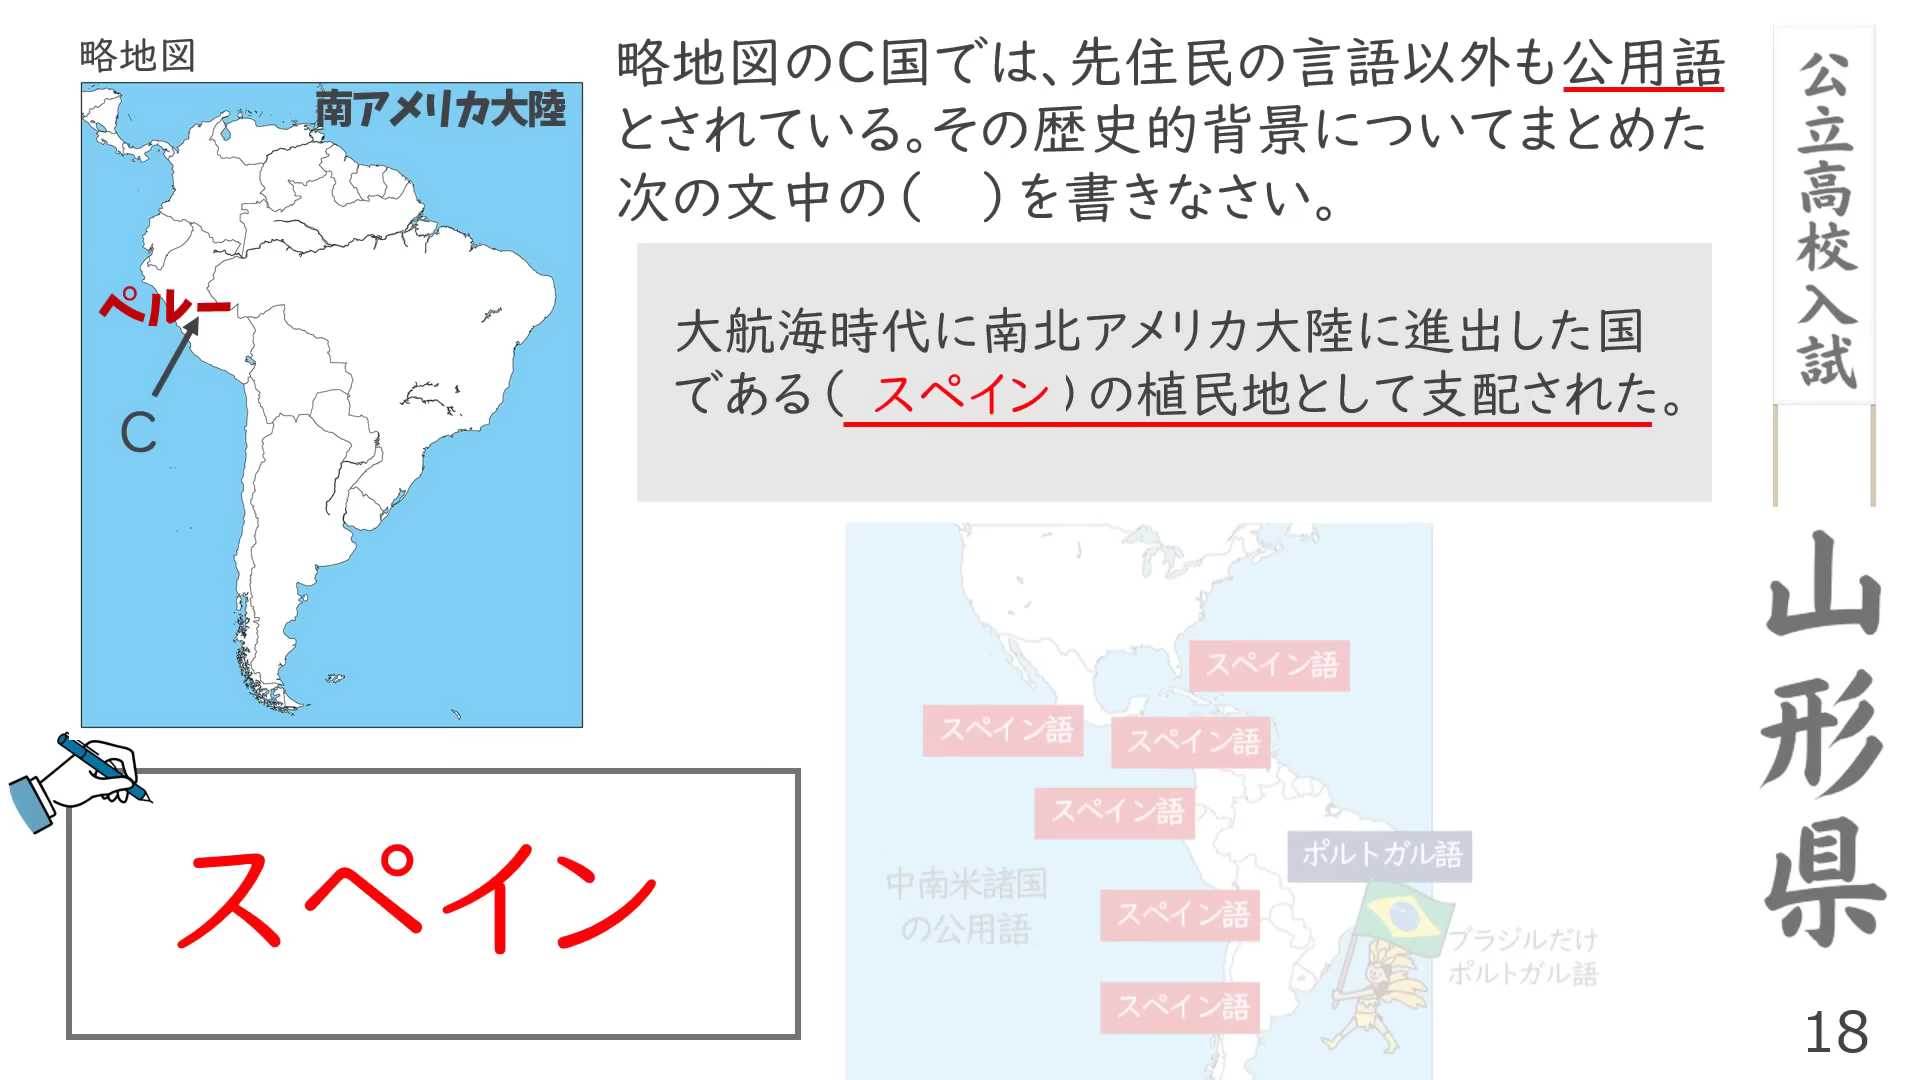 略地図
南アメリカ大陸
ペルー
C
略地図のC国では、先住民の言語以外も公用語
とされている。その歴史的背景についてまとめた
次の文中の(　)を書きなさい。
大航海時代に南北アメリカ大陸に進出した国
である(スペイン)の植民地として支配された。
スペイン
スペイン語
スペイン語
スペイン語
スペイン語
ポルトガル語
中南米諸国
の公用語
スペイン語
ブラジルだけ
ポルトガル語
スペイン語
公立高校入試
山形県
18